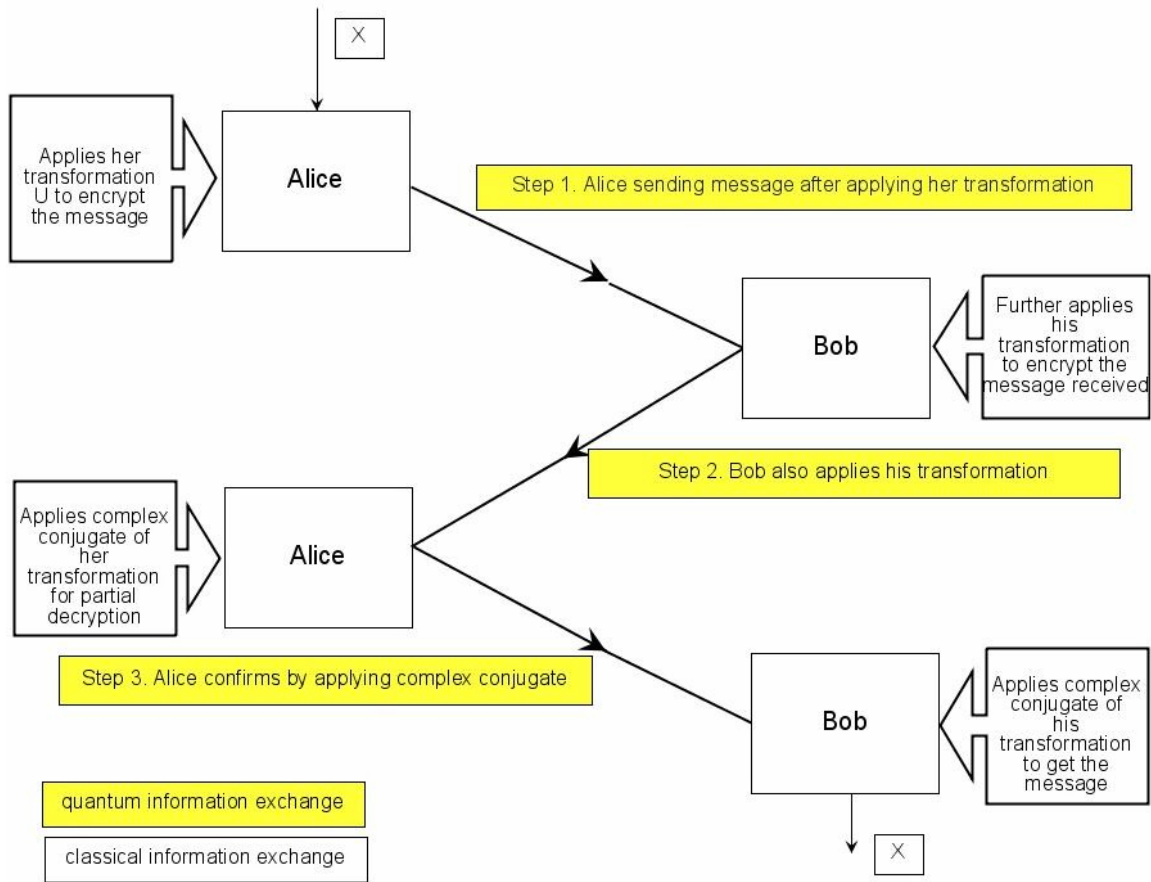 X
Applies her
transformation
U to encrypt
the message
Alice
Step 1. Alice sending message after applying her transformation
Bob
Further applies
his
transformation
to encrypt the
message received
Step 2. Bob also applies his transformation
Applies complex
conjugate of
her
transformation
for partial
decryption
Alice
Step 3. Alice confirms by applying complex conjugate
Bob
Applies complex
conjugate of
his
transformation
to get the
message
quantum information exchange
classical information exchange
X